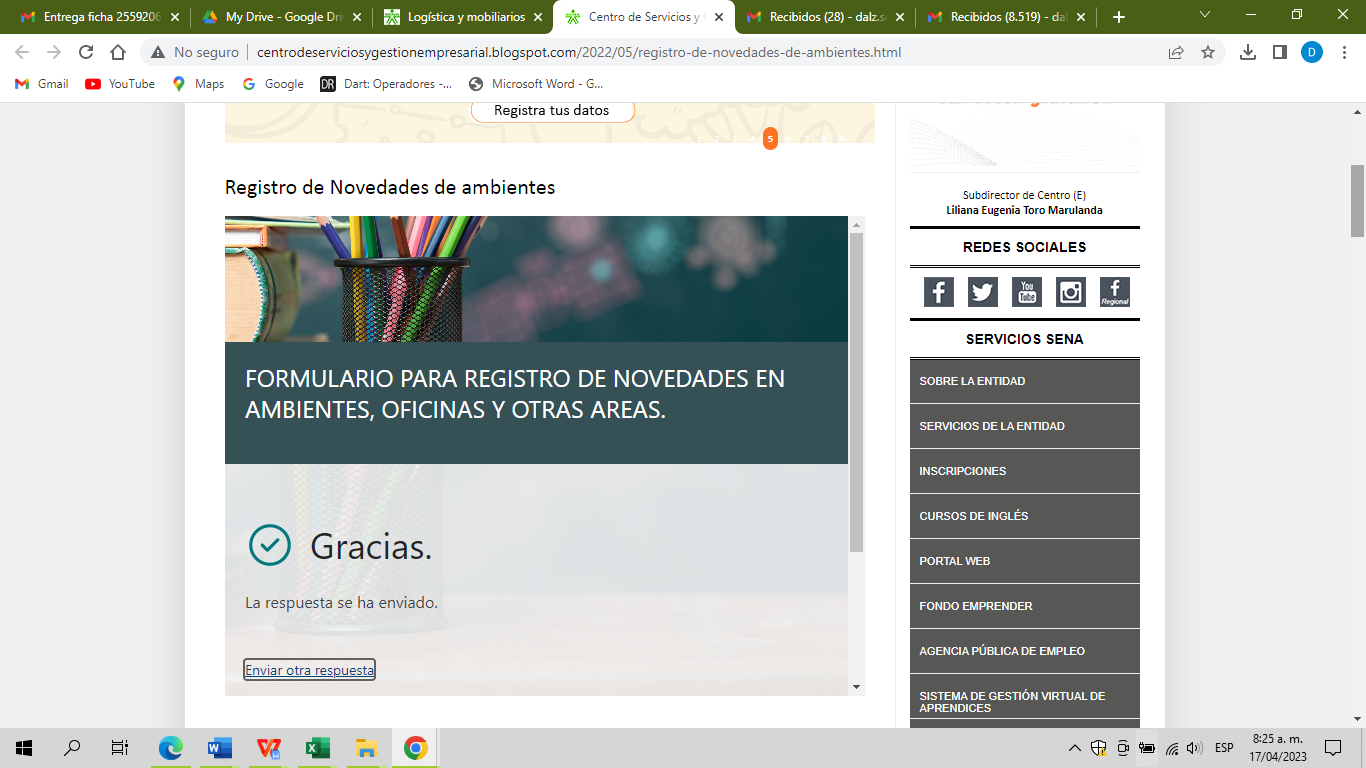 Entrega ficha 2559206
My Drive - Google Dri
Logística y mobiliarios
Centro de Servicios y
Recibidos (28) - dalz.s
Recibidos (8.519) - da
No seguro
centrodeserviciosygestionempresarial.blogspot.com/2022/05/registro-de-novedades-de-ambientes.html
D
Gmail
YouTube
Maps
Google
DR
Dart: Operadores -...
Microsoft Word - G...
Registra tus datos
5
Registro de Novedades de ambientes
FORMULARIO PARA REGISTRO DE NOVEDADES EN
AMBIENTES, OFICINAS Y OTRAS AREAS.
Gracias.
La respuesta se ha enviado.
Enviar otra respuesta
Subdirector de Centro (E)
Liliana Eugenia Toro Marulanda
REDES SOCIALES
You
Tube
Regional
SERVICIOS SENA
SOBRE LA ENTIDAD
SERVICIOS DE LA ENTIDAD
INSCRIPCIONES
CURSOS DE INGLÉS
PORTAL WEB
FONDO EMPRENDER
AGENCIA PÚBLICA DE EMPLEO
SISTEMA DE GESTIÓN VIRTUAL DE
APRENDICES
ESP
8:25 a. m.
17/04/2023